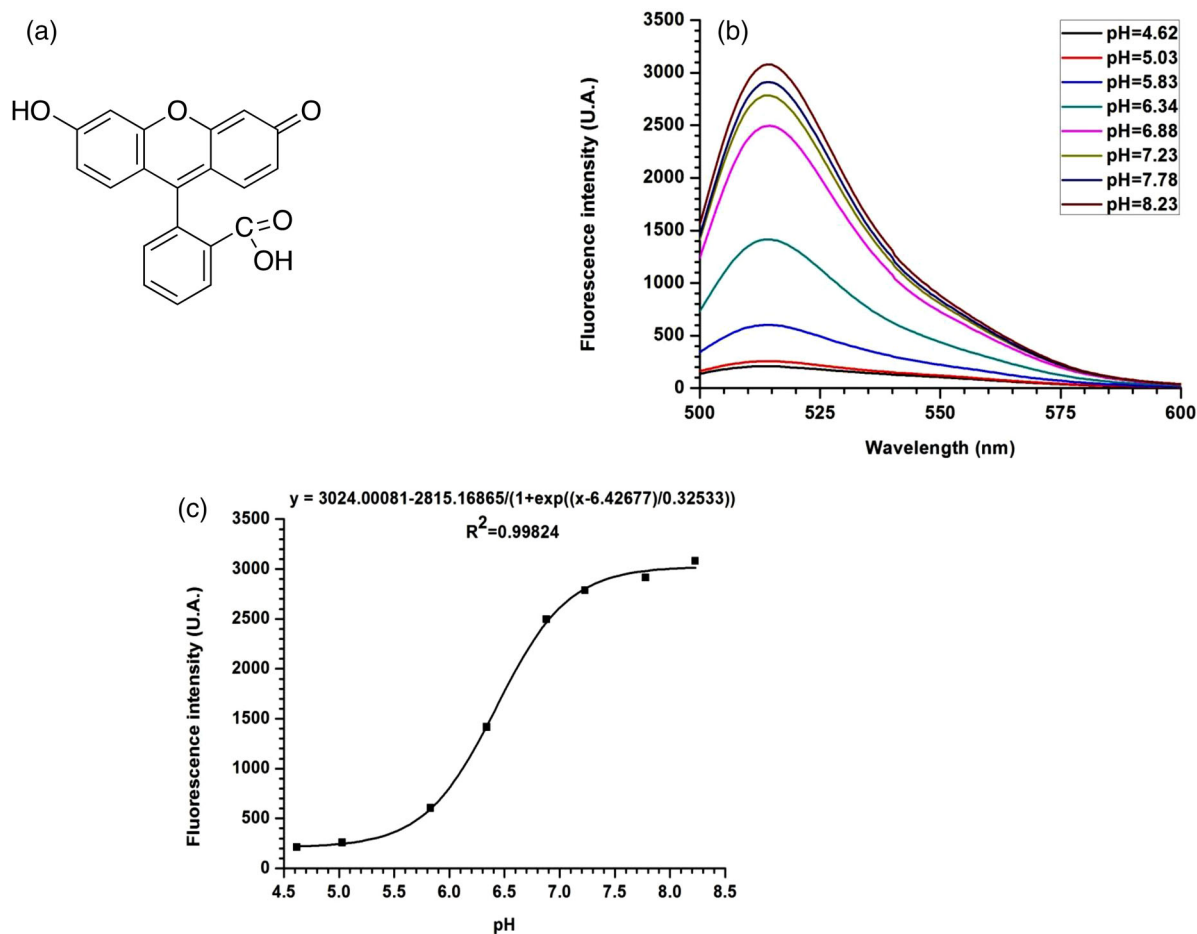 (a)
HO
O
O
C
O
OH
(b)
Fluorescence intensity (U.A.)
3500
3000
2500
2000
1500
1000
500
0
500
525
550
575
600
Wavelength (nm)
pH=4.62
pH=5.03
pH=5.83
pH=6.34
pH=6.88
pH=7.23
pH=7.78
pH=8.23
(c)
y = 3024.00081-2815.16865/(1+exp((x-6.42677)/0.32533))
R2=0.99824
Fluorescence intensity (U.A.)
3500
3000
2500
2000
1500
1000
500
0
4.5
5.0
5.5
6.0
6.5
7.0
7.5
8.0
8.5
pH